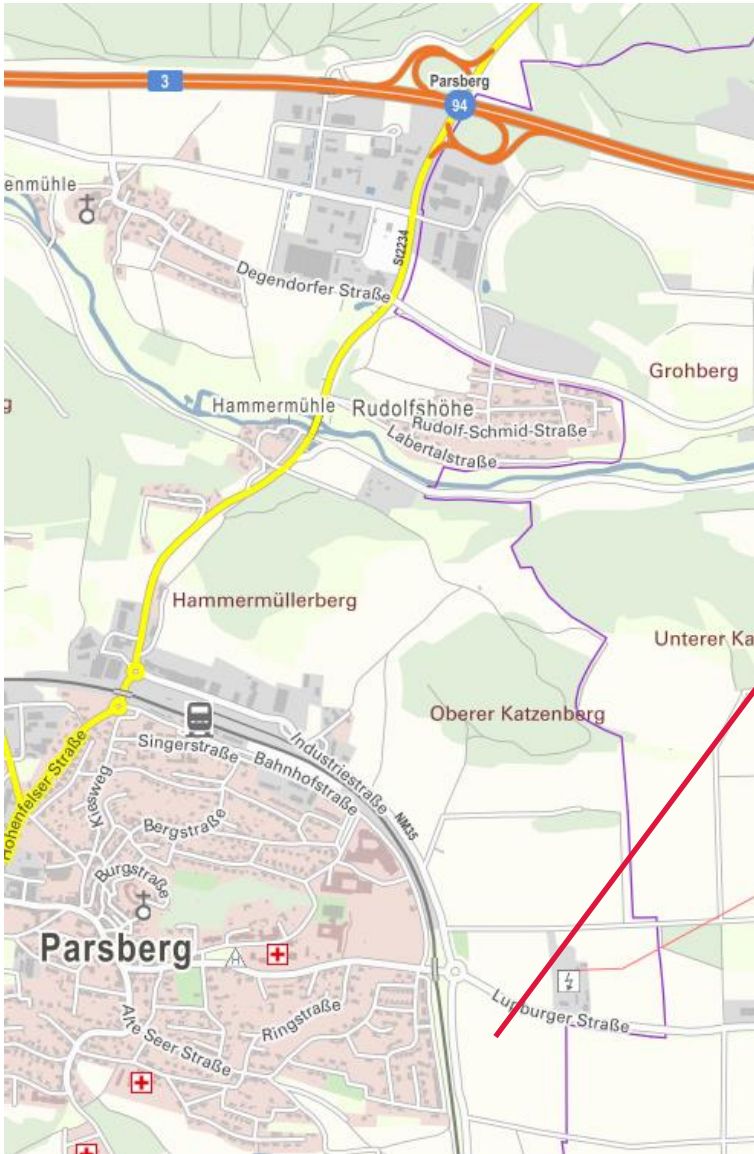 3
Parsberg
94
enmühle
St2234
Degendorfer Straße
Grohberg
Hammermühle
Rudolfshöhe
Rudolf-Schmid-Straße
Labertalstraße
g
Hammermüllerberg
Unterer Ka
Oberer Katzenberg
Singerstraße
Industriestraße
Bahnhofstraße
Hohenfelser Straße
Kiesweg
NM35
Bergstraße
Burgstraße
Parsberg
H
Lupburger Straße
Ringstraße
Alte Seer Straße